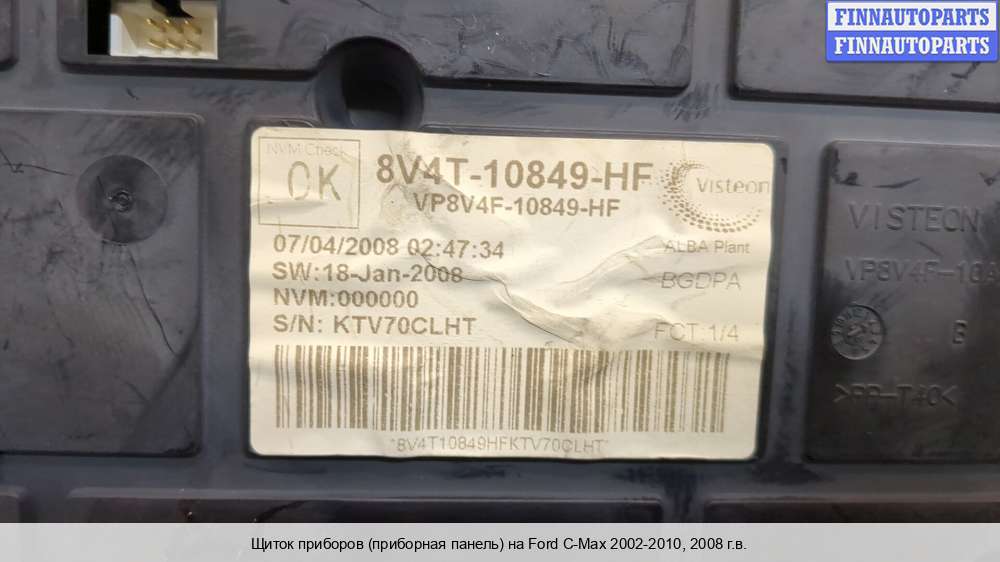 FINNAUTOPARTS
FINNAUTOPARTS
NVM Check
OK
8V4T-10849-HF
VP8V4F-10849-HF
Visteon
07/04/2008 02:47:34
ALBA Plant
SW:18-Jan-2008
BGDPA
NVM:000000
S/N: KTV70CLHT
FCT:1/4
*8V4T10849HFKTV70CLHT*
VISTEON
VP8V4F-10A
B
>PP-T40<
Щиток приборов (приборная панель) на Ford C-Max 2002-2010, 2008 г.в.